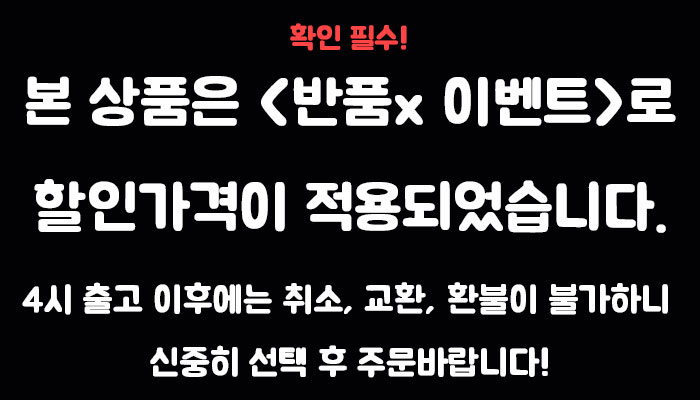 확인 필수!
본 상품은 <반품x 이벤트>로
할인가격이 적용되었습니다.
4시 출고 이후에는 취소, 교환, 환불이 불가하니
신중히 선택 후 주문바랍니다!